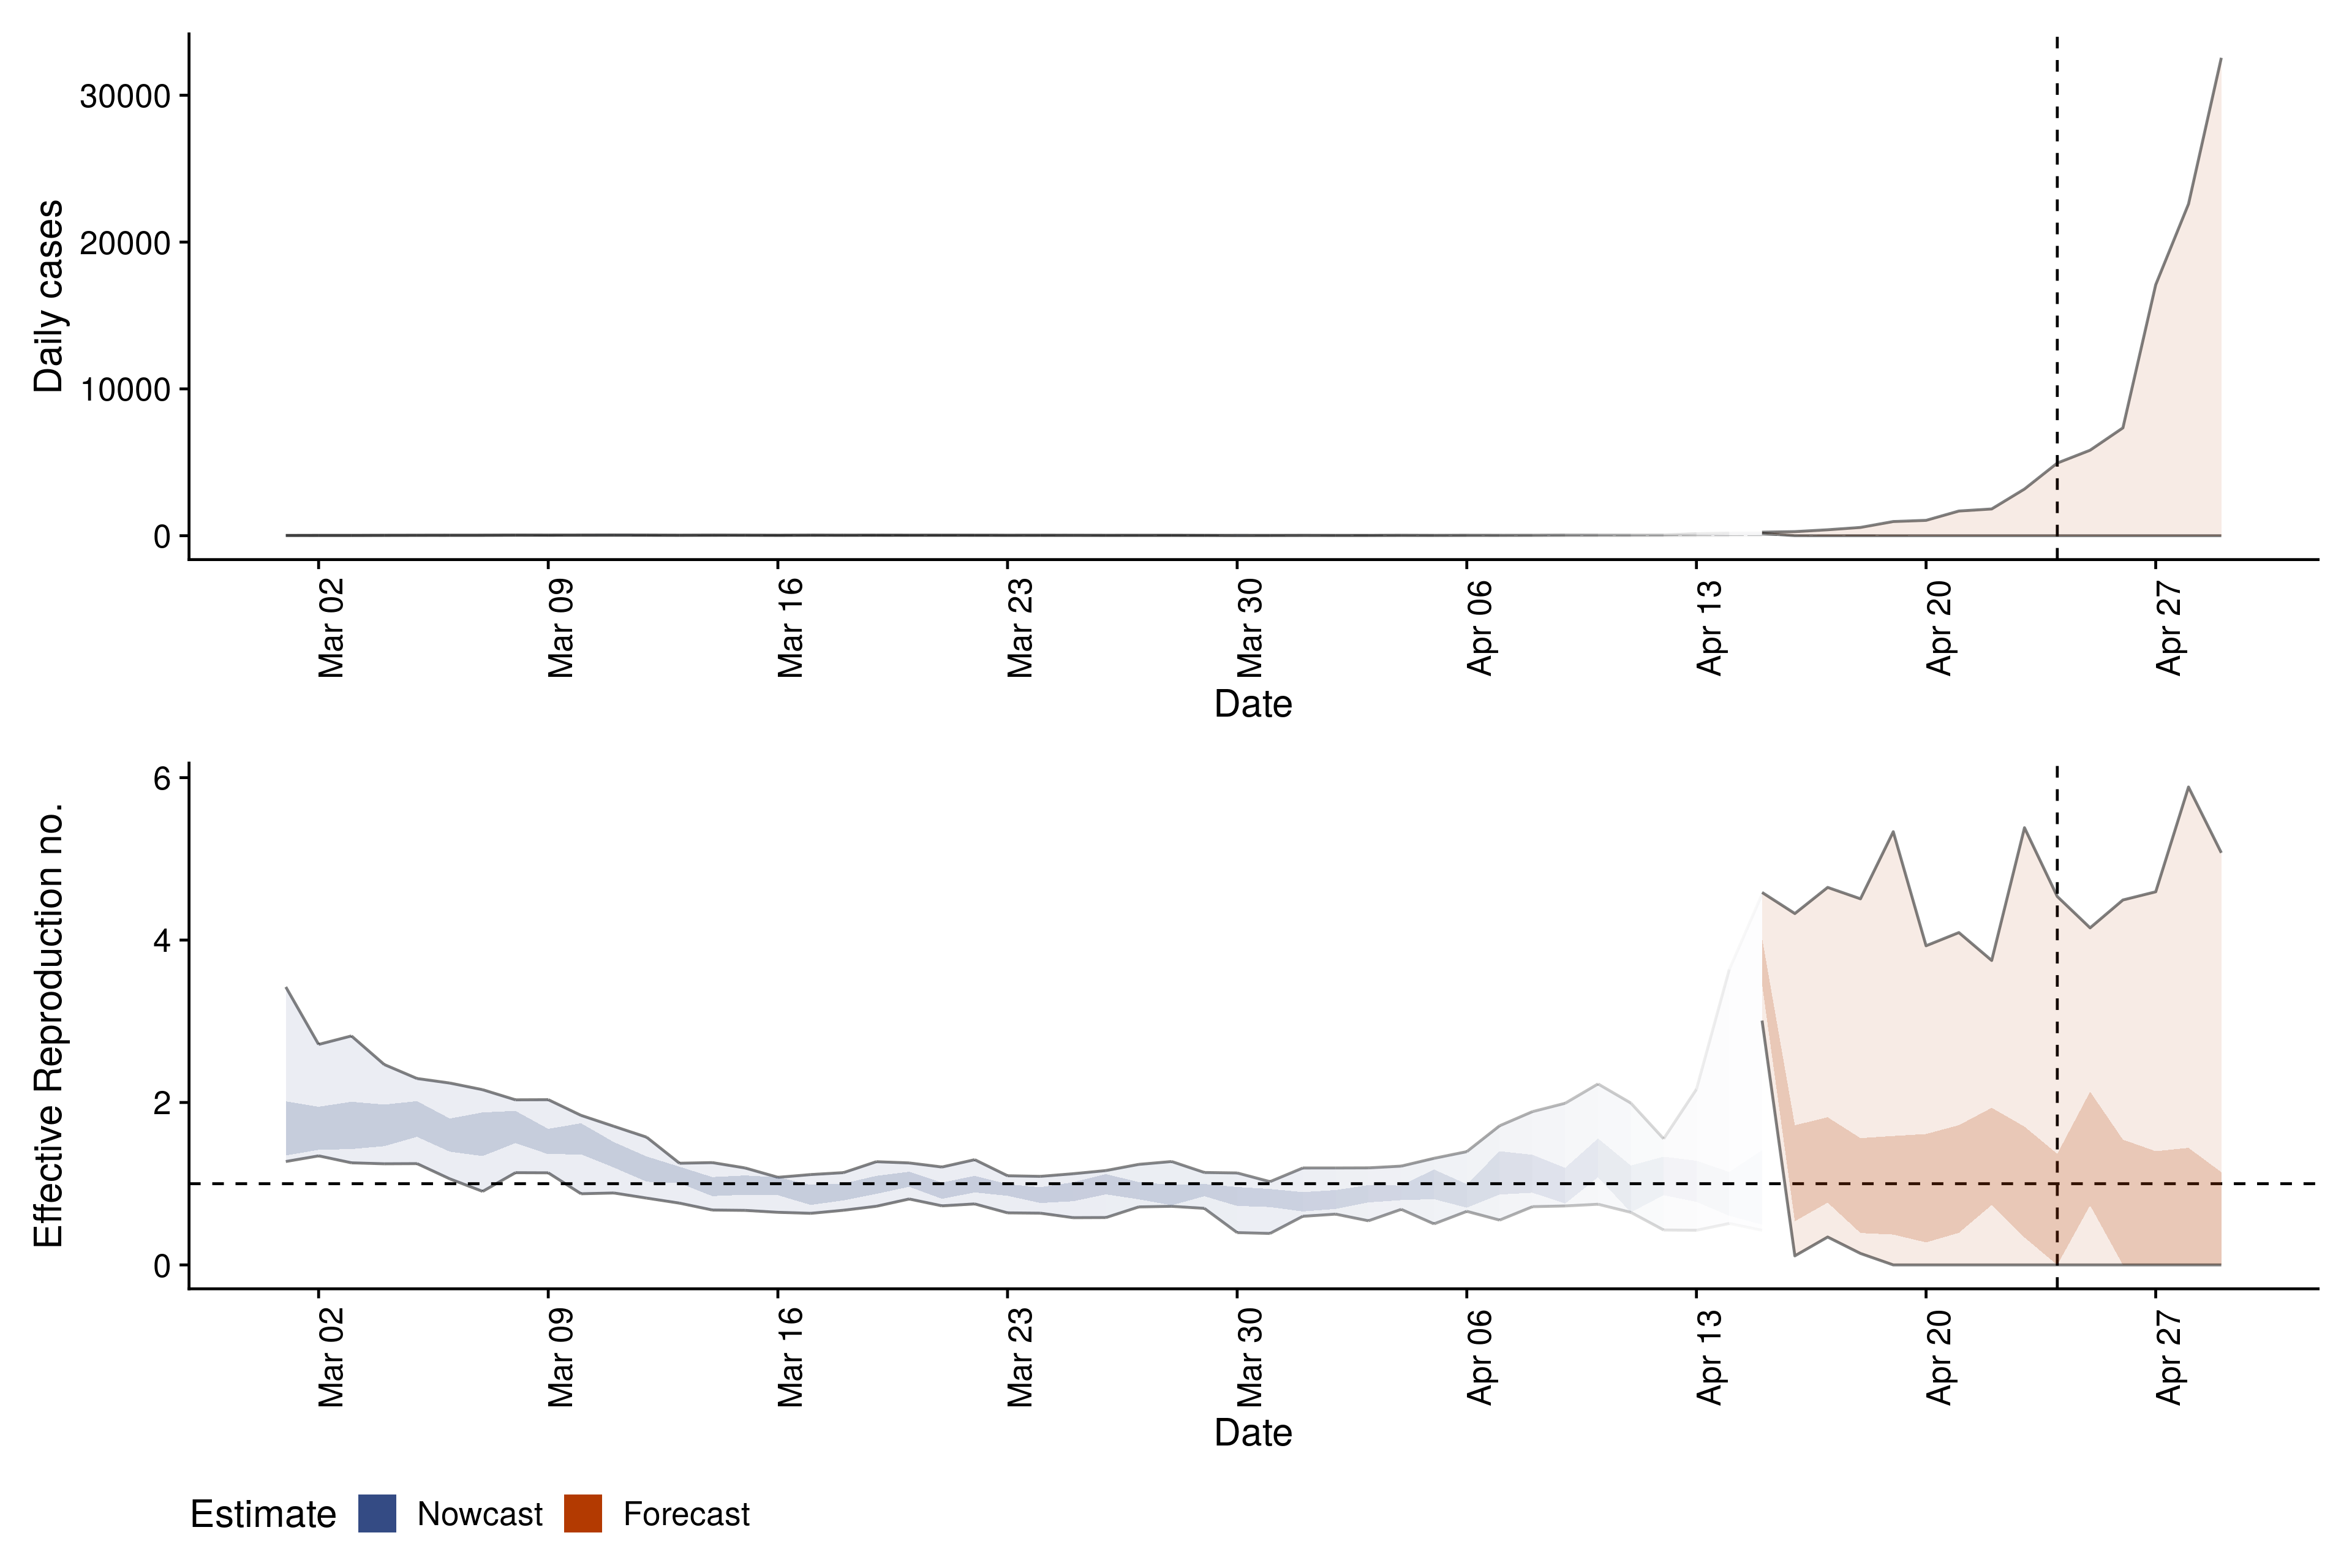 Daily cases
30000
20000
10000
0
Mar 02
Mar 09
Mar 16
Mar 23
Mar 30
Apr 06
Apr 13
Apr 20
Apr 27
Date
Effective Reproduction no.
6
4
2
0
Mar 02
Mar 09
Mar 16
Mar 23
Mar 30
Apr 06
Apr 13
Apr 20
Apr 27
Date
Estimate Nowcast Forecast